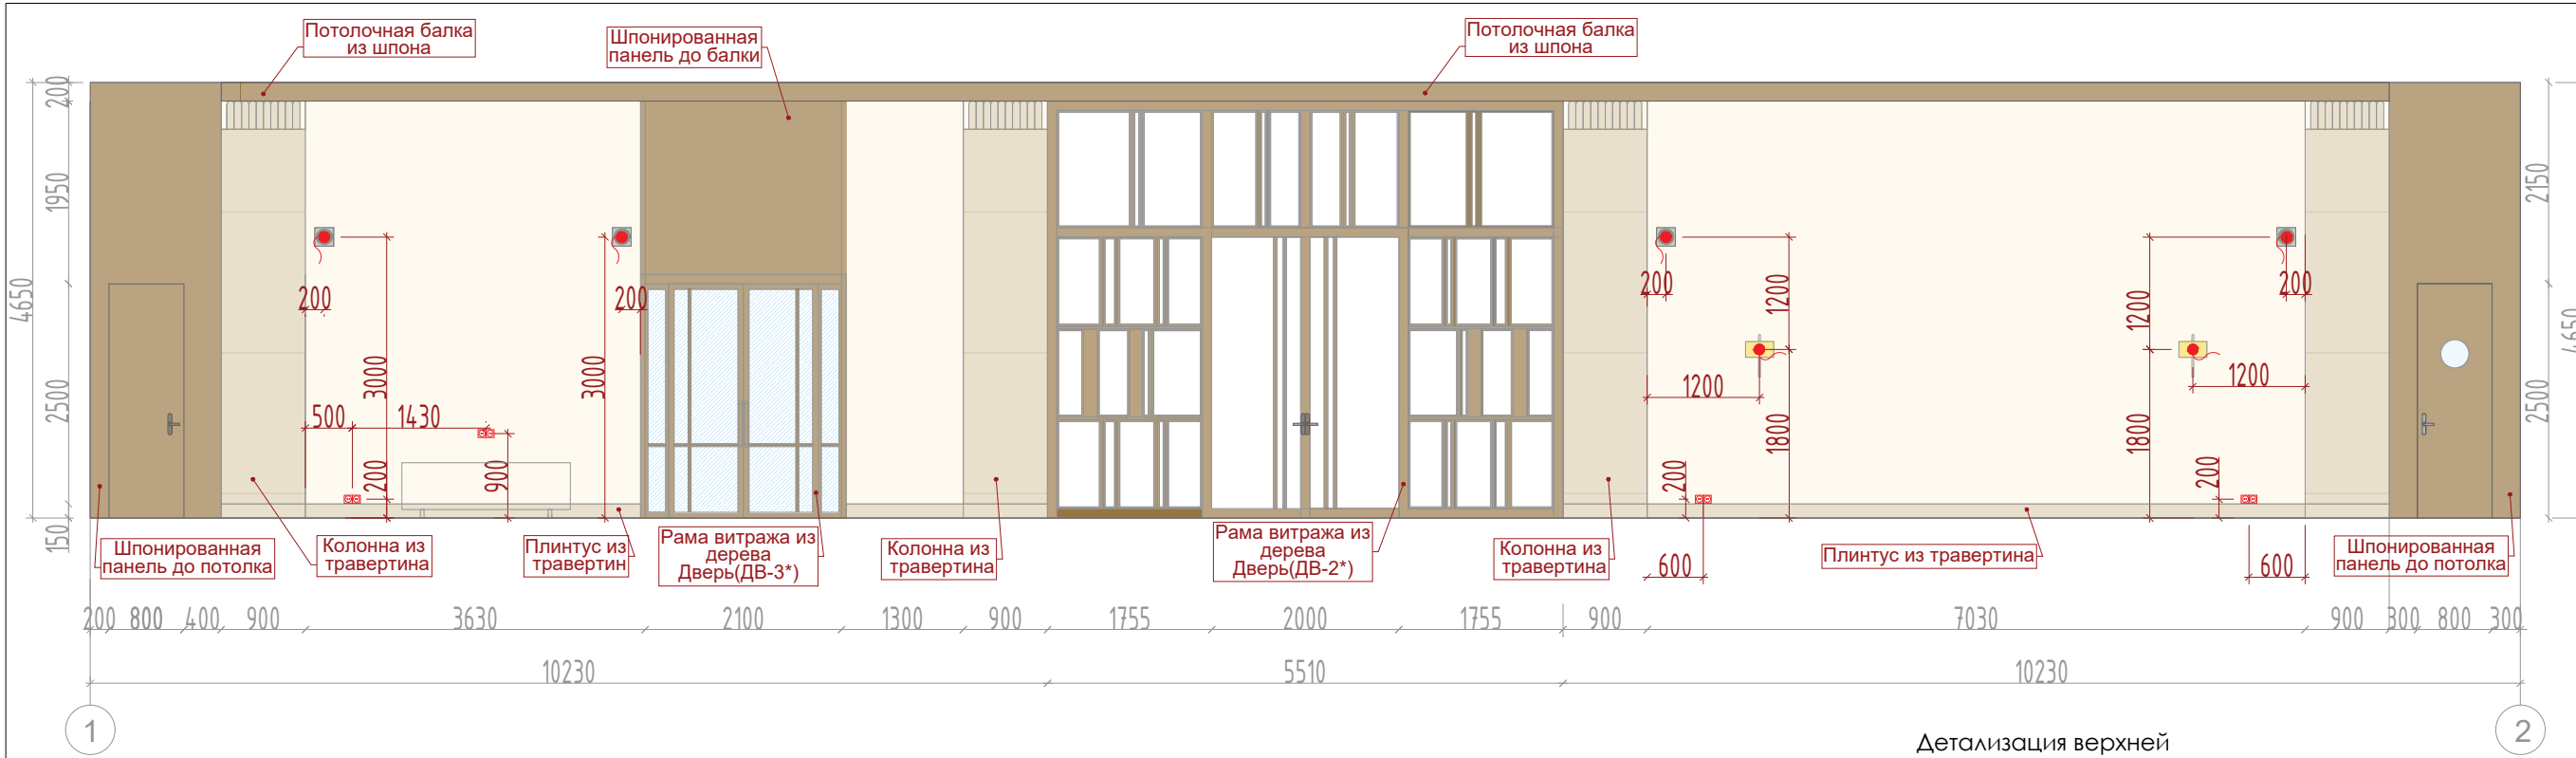 Потолочная балка
из шпона
Шпонированная
панель до балки
Потолочная балка
из шпона
200
1950
2500
150
4650
200
200
3000
3000
500
1430
200
900
200
200
1200
1200
1200
1200
1800
1800
200
200
600
600
2150
2500
4650
Шпонированная
панель до потолка
Колонна из
травертина
Плинтус из
травертин
Рама витража из
дерева
Дверь(ДВ-3*)
Колонна из
травертина
Рама витража из
дерева
Дверь(ДВ-2*)
Колонна из
травертина
Плинтус из травертина
Шпонированная
панель до потолка
200 800 400 900 3630 2100 1300 900 1755 2000 1755 900 7030 900 300 800 300
10230 5510 10230
1 2
Детализация верхней